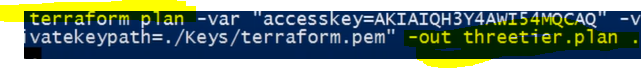 terraform plan -var "accesskey=AKIAIQH3Y4AWI54MQCAQ" -v
ivatekeypath=./Keys/terraform.pem" -out threetier.plan .